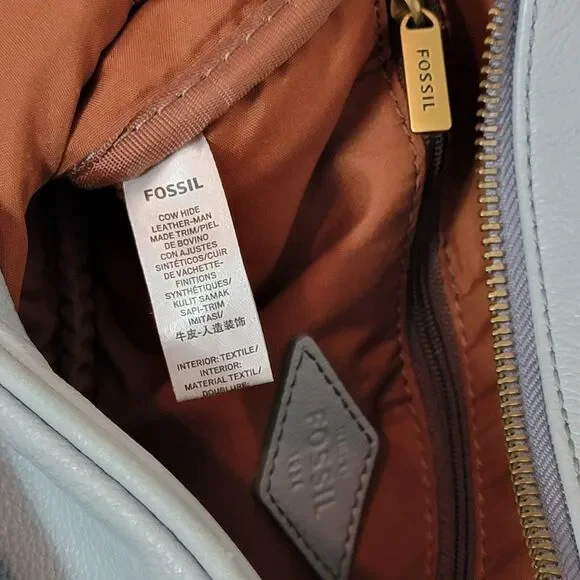 FOSSIL
FOSSIL
COW HIDE
LEATHER-MAN
MADE TRIM/PIEL
DE BOVINO
CON AJUSTES
SINTÉTICOS/CUIR
DE VACHETTE-
FINITIONS
SYNTHÉTIQUES/
KULIT SAMAK
SAPI-TRIM
IMITASI/
牛皮-人造装饰
INTERIOR: TEXTILE/
INTERIOR:
MATERIAL TEXTIL/
DOUBLURE:
FOSSIL